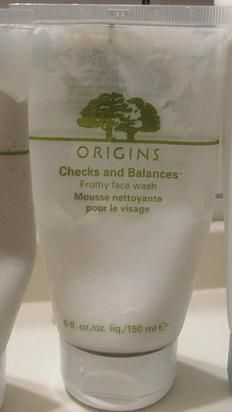 ORIGINS
Checks and Balances™
Frothy face wash
Mousse nettoyante
pour le visage
5 fl. oz./oz. liq./150 ml ℮